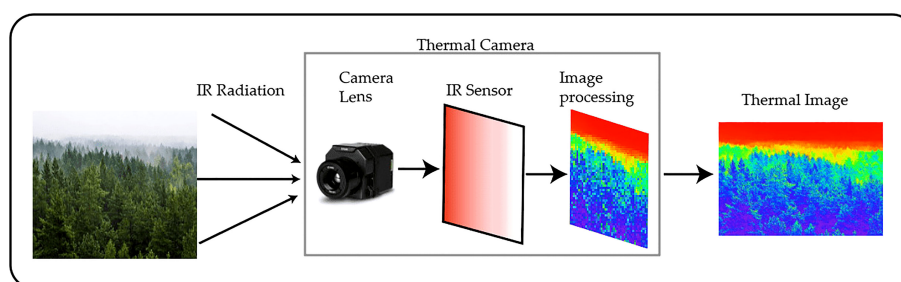 Thermal Camera
IR Radiation
Camera
Lens
IR Sensor
Image
processing
Thermal Image